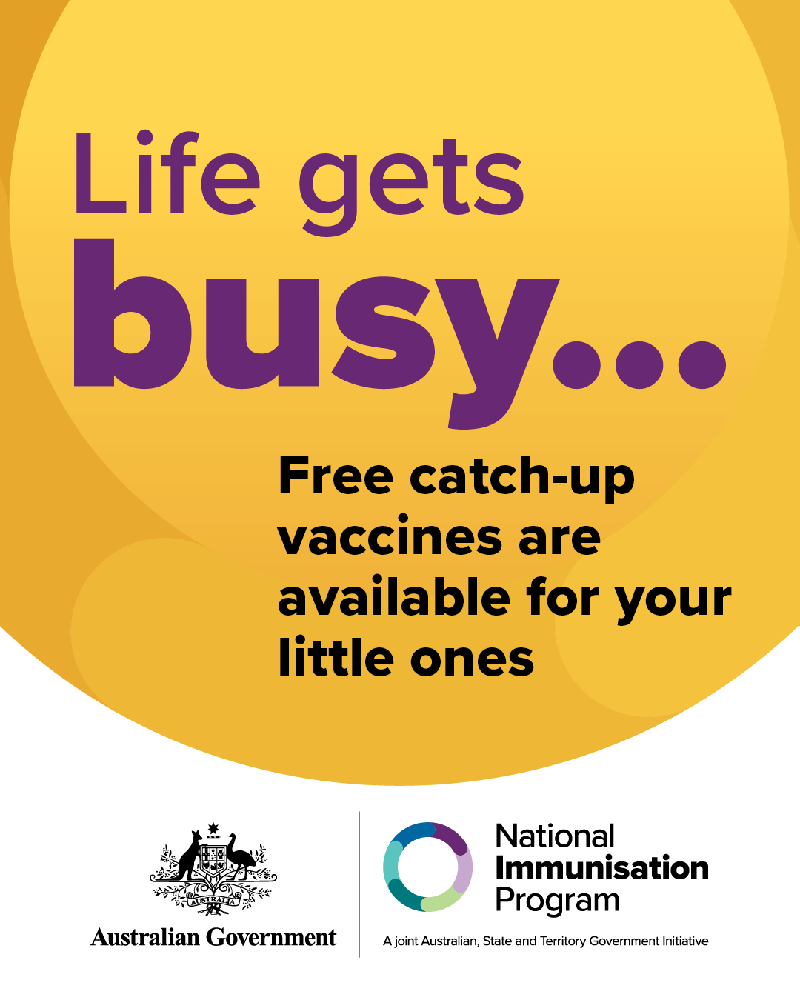 Life gets
busy...
Free catch-up
vaccines are
available for your
little ones
AUSTRALIA
Australian Government
National
Immunisation
Program
A joint Australian, State and Territory Government Initiative